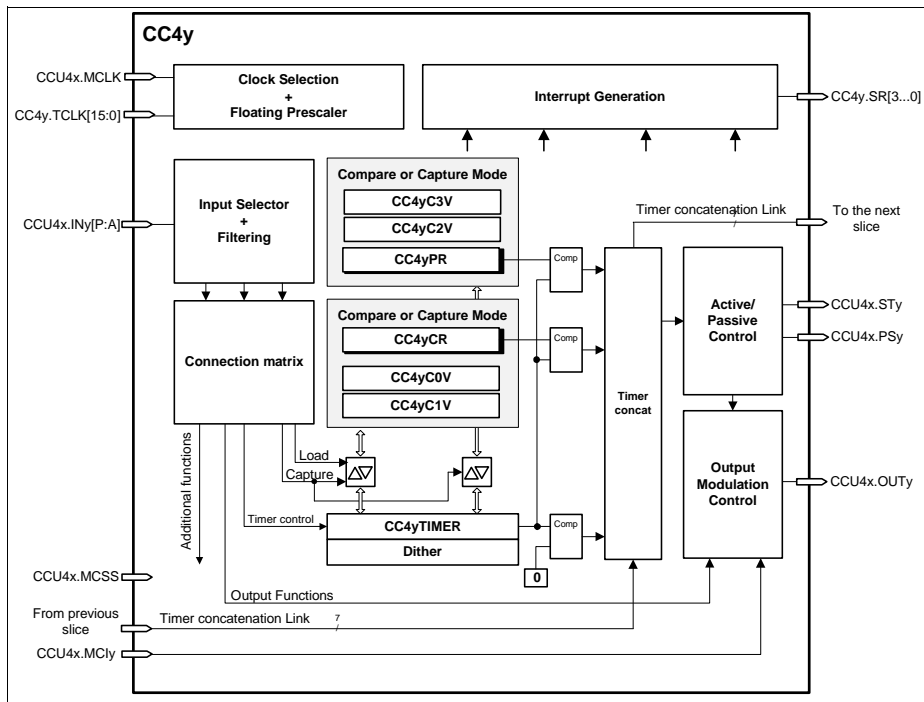 CC4y
CCU4x.MCLK
CC4y.TCLK[15:0]
Clock Selection
+
Floating Prescaler
Interrupt Generation
CC4y.SR[3...0]
CCU4x.INy[P:A]
Input Selector
+
Filtering
Compare or Capture Mode
CC4yC3V
CC4yC2V
CC4yPR
Comp
Timer concatenation Link
7
To the next
slice
Connection matrix
Compare or Capture Mode
CC4yCR
CC4yC0V
CC4yC1V
Comp
Timer
concat
Active/
Passive
Control
CCU4x.STy
CCU4x.PSy
Additional functions
Load
Capture
Timer control
CC4yTIMER
Dither
Comp
0
Output
Modulation
Control
CCU4x.OUTy
CCU4x.MCSS
Output Functions
From previous
slice
Timer concatenation Link
7
CCU4x.MCIy